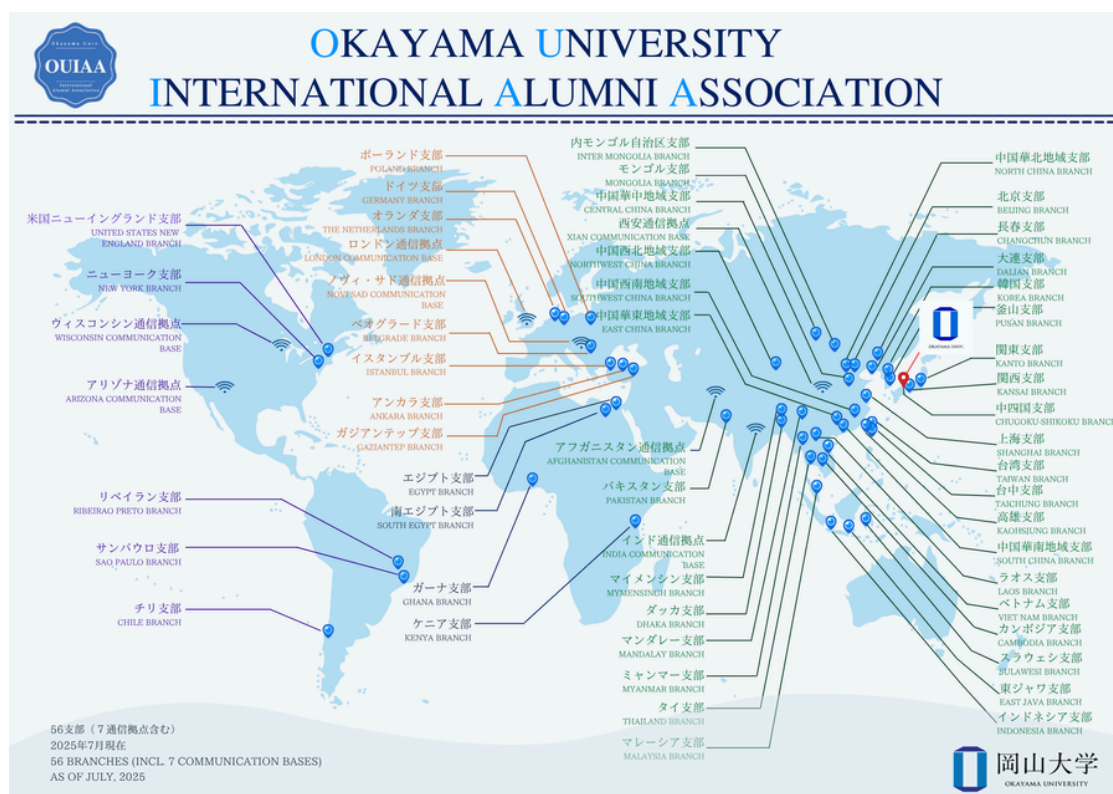 Okayama Univ.
OUIAA
International
Alumni Association
OKAYAMA UNIVERSITY
INTERNATIONAL ALUMNI ASSOCIATION
米国ニューイングランド支部
UNITED STATES NEW
ENGLAND BRANCH
ニューヨーク支部
NEW YORK BRANCH
ウィスコンシン通信拠点
WISCONSIN COMMUNICATION
BASE
アリゾナ通信拠点
ARIZONA COMMUNICATION
BASE
リベイラン支部
RIBEIRAO PRETO BRANCH
サンパウロ支部
SAO PAULO BRANCH
チリ支部
CHILE BRANCH
ポーランド支部
POLAND BRANCH
ドイツ支部
GERMANY BRANCH
オランダ支部
THE NETHERLANDS BRANCH
ロンドン通信拠点
LONDON COMMUNICATION BASE
ノヴィ・サド通信拠点
NOVI SAD COMMUNICATION
BASE
ベオグラード支部
BELGRADE BRANCH
イスタンブル支部
ISTANBUL BRANCH
アンカラ支部
ANKARA BRANCH
ガジアンテップ支部
GAZIANTEP BRANCH
エジプト支部
EGYPT BRANCH
南エジプト支部
SOUTH EGYPT BRANCH
ガーナ支部
GHANA BRANCH
ケニア支部
KENYA BRANCH
内モンゴル自治区支部
INTER MONGOLIA BRANCH
モンゴル支部
MONGOLIA BRANCH
中国華中地域支部
CENTRAL CHINA BRANCH
西安通信拠点
XIAN COMMUNICATION BASE
中国西北地域支部
NORTHWEST CHINA BRANCH
中国西南地域支部
SOUTHWEST CHINA BRANCH
中国華東地域支部
EAST CHINA BRANCH
アフガニスタン通信拠点
AFGHANISTAN COMMUNICATION
BASE
パキスタン支部
PAKISTAN BRANCH
インド通信拠点
INDIA COMMUNICATION
BASE
マイメンシン支部
MYMENSINGH BRANCH
ダッカ支部
DHAKA BRANCH
マンダレー支部
MANDALAY BRANCH
ミャンマー支部
MYANMAR BRANCH
タイ支部
THAILAND BRANCH
マレーシア支部
MALAYSIA BRANCH
中国華北地域支部
NORTH CHINA BRANCH
北京支部
BEIJING BRANCH
長春支部
CHANGCHUN BRANCH
大連支部
DALIAN BRANCH
韓国支部
KOREA BRANCH
釜山支部
PUSAN BRANCH
OKAYAMA UNIV.
関東支部
KANTO BRANCH
関西支部
KANSAI BRANCH
中四国支部
CHUGOKU-SHIKOKU BRANCH
上海支部
SHANGHAI BRANCH
台湾支部
TAIWAN BRANCH
台中支部
TAICHUNG BRANCH
高雄支部
KAOHSIUNG BRANCH
中国華南地域支部
SOUTH CHINA BRANCH
ラオス支部
LAOS BRANCH
ベトナム支部
VIET NAM BRANCH
カンボジア支部
CAMBODIA BRANCH
スラウェシ支部
SULAWESI BRANCH
東ジャワ支部
EAST JAVA BRANCH
インドネシア支部
INDONESIA BRANCH
56支部（7通信拠点含む）
2025年7月現在
56 BRANCHES (INCL. 7 COMMUNICATION BASES)
AS OF JULY, 2025
岡山大学
OKAYAMA UNIVERSITY